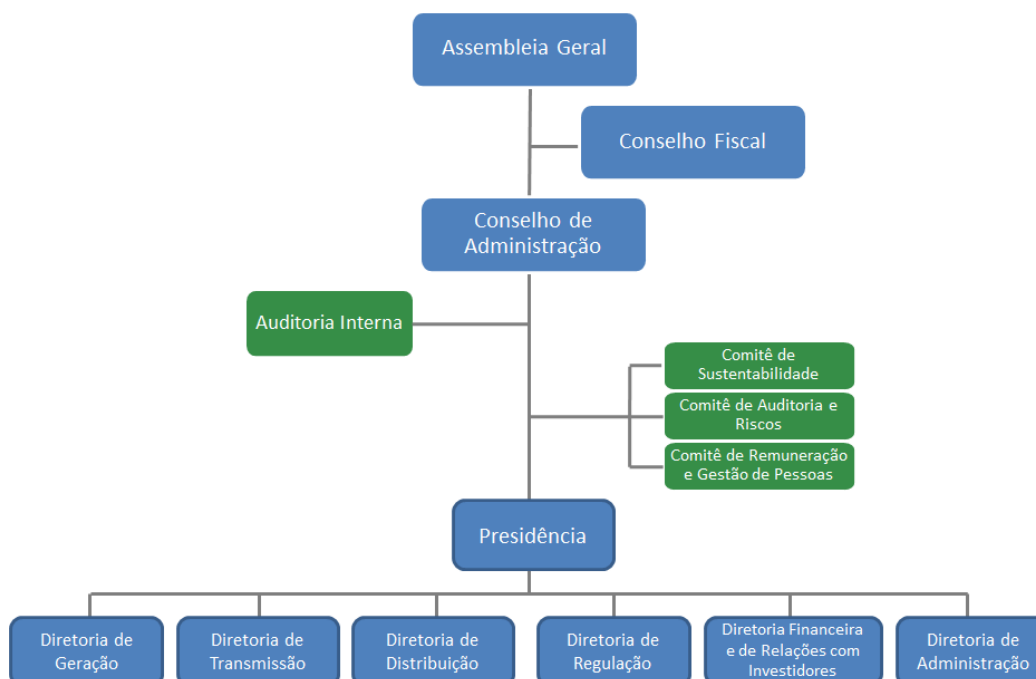 Assembleia Geral
Conselho Fiscal
Conselho de
Administração
Auditoria Interna
Comitê de
Sustentabilidade
Comitê de Auditoria e
Riscos
Comitê de Remuneração
e Gestão de Pessoas
Presidência
Diretoria de
Geração
Diretoria de
Transmissão
Diretoria de
Distribuição
Diretoria de
Regulação
Diretoria Financeira
e de Relações com
Investidores
Diretoria de
Administração